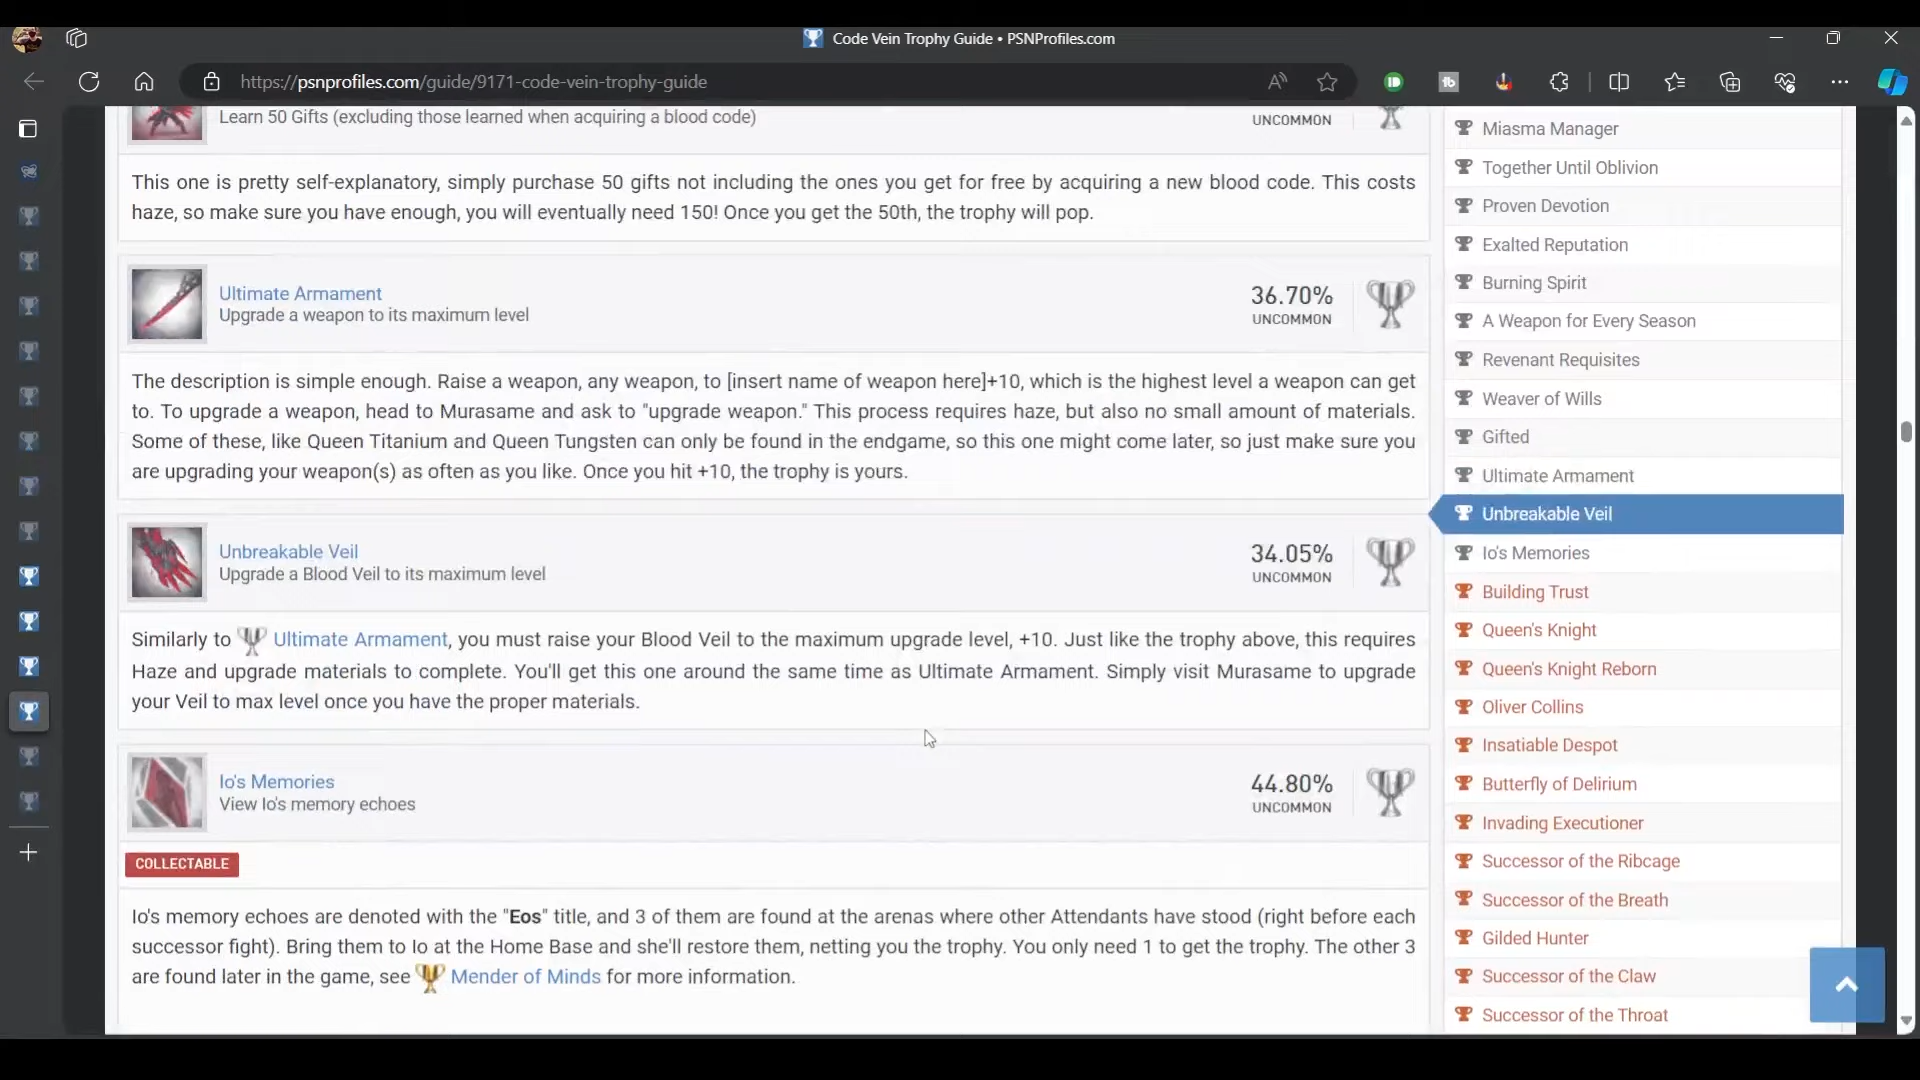 Code Vein Trophy Guide • PSNProfiles.com
https://psnprofiles.com/guide/9171-code-vein-trophy-guide
Learn 50 Gifts (excluding those learned when acquiring a blood code)
UNCOMMON
This one is pretty self-explanatory, simply purchase 50 gifts not including the ones you get for free by acquiring a new blood code. This costs
haze, so make sure you have enough, you will eventually need 150! Once you get the 50th, the trophy will pop.
Ultimate Armament
Upgrade a weapon to its maximum level
36.70%
UNCOMMON
The description is simple enough. Raise a weapon, any weapon, to [insert name of weapon here]+10, which is the highest level a weapon can get
to. To upgrade a weapon, head to Murasame and ask to "upgrade weapon." This process requires haze, but also no small amount of materials.
Some of these, like Queen Titanium and Queen Tungsten can only be found in the endgame, so this one might come later, so just make sure you
are upgrading your weapon(s) as often as you like. Once you hit +10, the trophy is yours.
Unbreakable Veil
Upgrade a Blood Veil to its maximum level
34.05%
UNCOMMON
Similarly to Ultimate Armament, you must raise your Blood Veil to the maximum upgrade level, +10. Just like the trophy above, this requires
Haze and upgrade materials to complete. You'll get this one around the same time as Ultimate Armament. Simply visit Murasame to upgrade
your Veil to max level once you have the proper materials.
Io's Memories
View Io's memory echoes
44.80%
UNCOMMON
COLLECTABLE
Io's memory echoes are denoted with the "Eos" title, and 3 of them are found at the arenas where other Attendants have stood (right before each
successor fight). Bring them to Io at the Home Base and she'll restore them, netting you the trophy. You only need 1 to get the trophy. The other 3
are found later in the game, see Mender of Minds for more information.
Miasma Manager
Together Until Oblivion
Proven Devotion
Exalted Reputation
Burning Spirit
A Weapon for Every Season
Revenant Requisites
Weaver of Wills
Gifted
Ultimate Armament
Unbreakable Veil
Io's Memories
Building Trust
Queen's Knight
Queen's Knight Reborn
Oliver Collins
Insatiable Despot
Butterfly of Delirium
Invading Executioner
Successor of the Ribcage
Successor of the Breath
Gilded Hunter
Successor of the Claw
Successor of the Throat